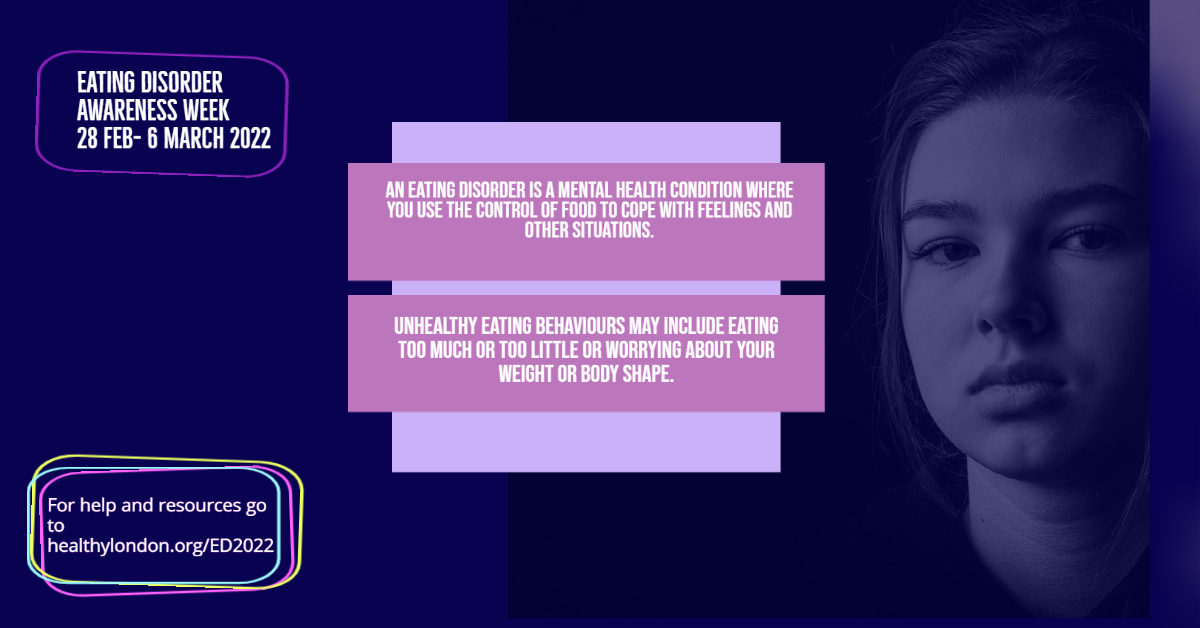 EATING DISORDER
AWARENESS WEEK
28 FEB- 6 MARCH 2022
AN EATING DISORDER IS A MENTAL HEALTH CONDITION WHERE
YOU USE THE CONTROL OF FOOD TO COPE WITH FEELINGS AND
OTHER SITUATIONS.
UNHEALTHY EATING BEHAVIOURS MAY INCLUDE EATING
TOO MUCH OR TOO LITTLE OR WORRYING ABOUT YOUR
WEIGHT OR BODY SHAPE.
For help and resources go
to
healthylondon.org/ED2022